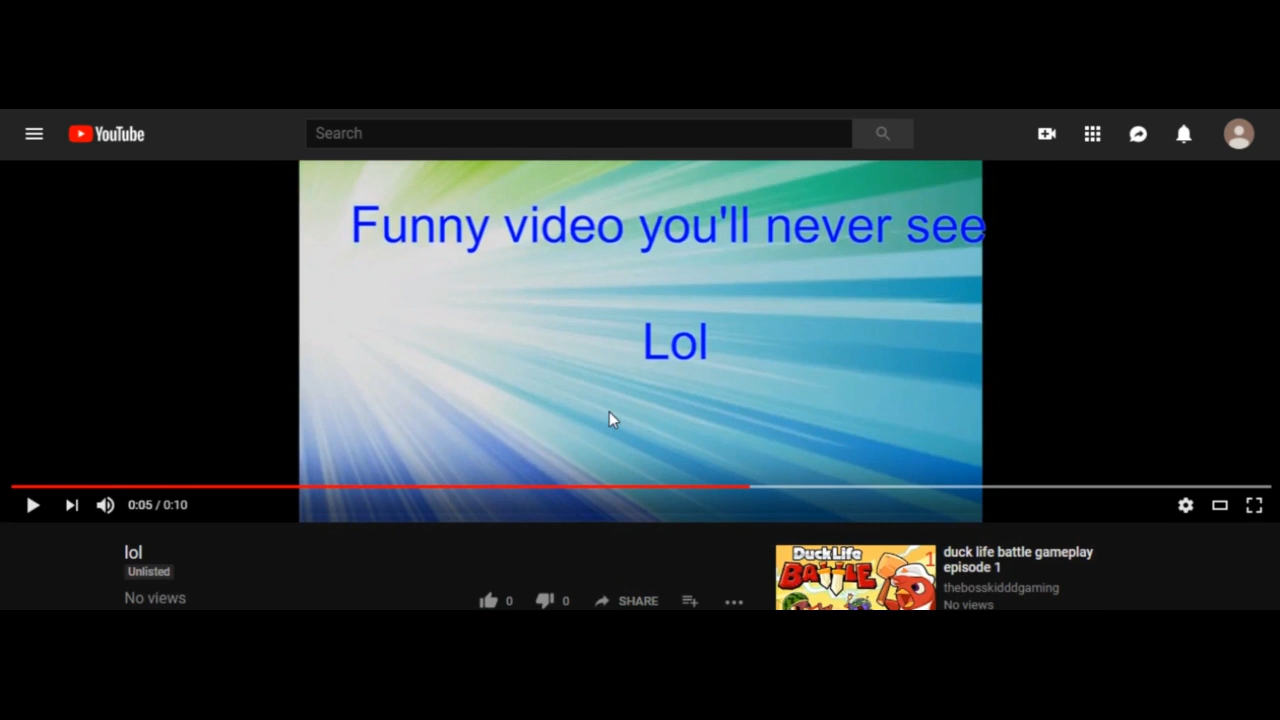 YouTube
Search
Funny video you'll never see
Lol
0:05 / 0:10
lol
Unlisted
No views
0
0
SHARE
Duck Life
BATTLE
1
duck life battle gameplay
episode 1
thebosskidddgaming
No views